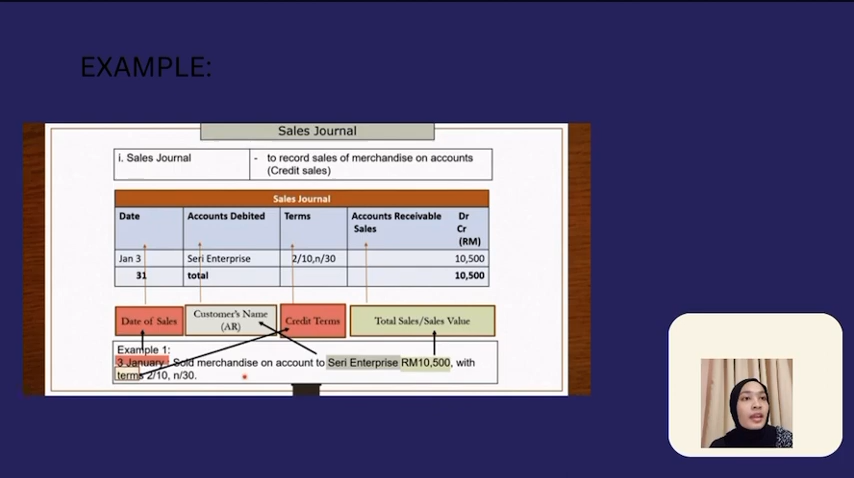 EXAMPLE:
Sales Journal
i. Sales Journal - to record sales of merchandise on accounts
(Credit sales)
Sales Journal
Date Accounts Debited Terms Accounts Receivable Dr
Sales Cr
(RM)
Jan 3 Seri Enterprise 2/10,n/30 10,500
31 total 10,500
Date of Sales Customer's Name (AR) Credit Terms Total Sales/Sales Value
Example 1:
3 January. Sold merchandise on account to Seri Enterprise RM10,500, with
terms 2/10, n/30.